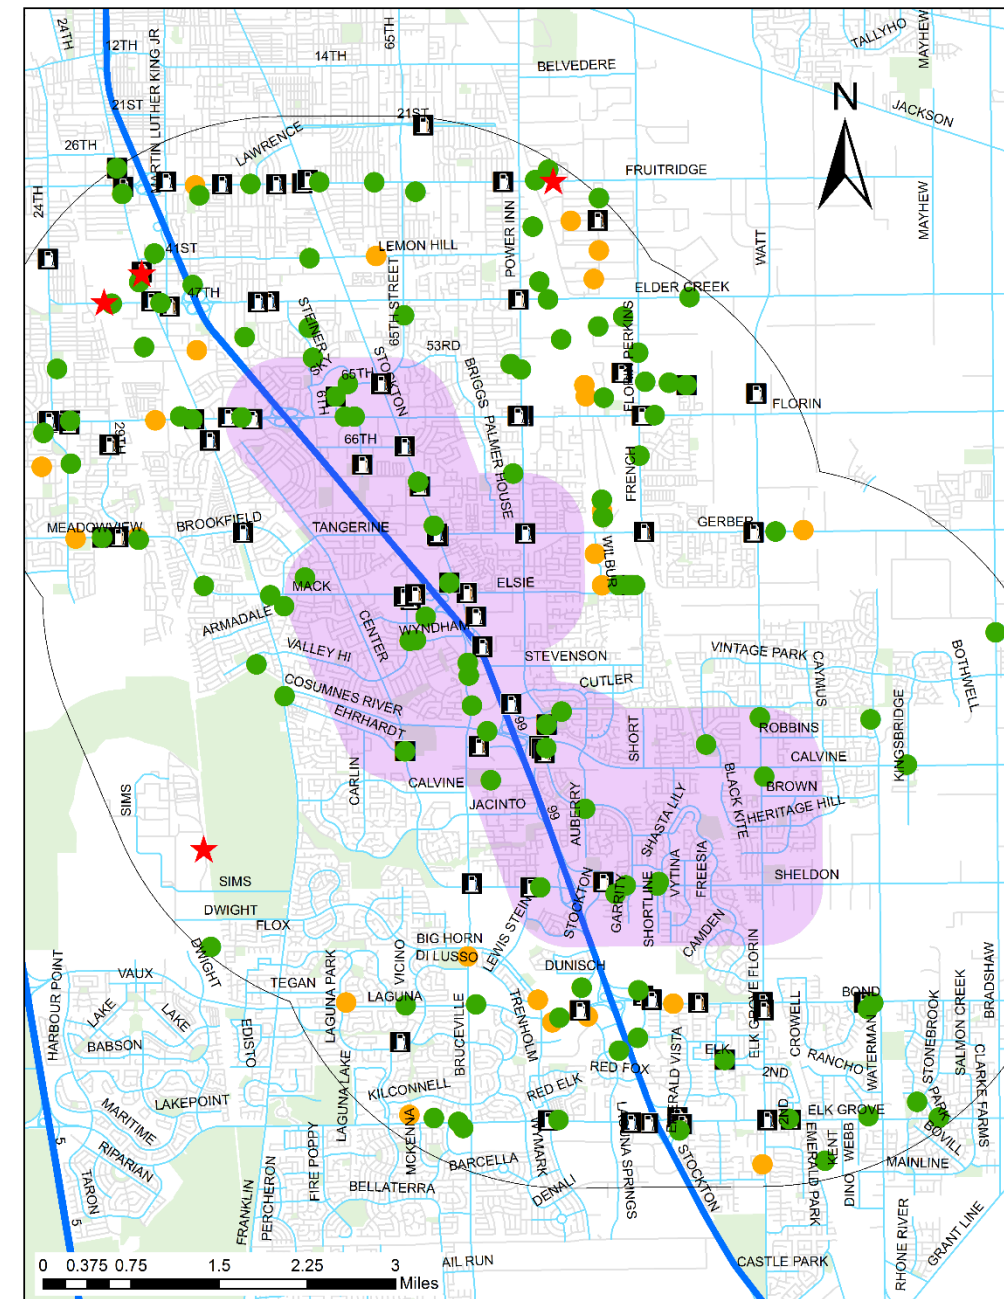 24TH
12TH
MARTIN LUTHER KING JR
65TH
14TH
BELVEDERE
TALLYHO
MAYHEW
N
21ST
21ST
JACKSON
26TH
LAWRENCE
FRUITRIDGE
24TH
POWER INN
WATT
MAYHEW
41ST
LEMON HILL
47TH
65TH STREET
ELDER CREEK
STEINER
53RD
STOCKTON
BRIGGS
FLORIN PERKINS
65TH
6TH
PALMER HOUSE
FLORIN
29TH
66TH
FRENCH
MEADOWVIEW
BROOKFIELD
TANGERINE
GERBER
WILBUR
MACK
ELSIE
ARMADALE
CENTER
WYNDHAM
VALLEY HI
STEVENSON
VINTAGE PARK
CAYMUS
BOTHWELL
COSUMNES RIVER
CUTLER
EHRHARDT
99
SHORT
ROBBINS
KINGSBRIDGE
CALVINE
CARLIN
CALVINE
BLACK KITE
BROWN
SIMS
JACINTO
99
AUBERRY
SHASTA LILY
HERITAGE HILL
SIMS
STOCKTON
GARRITY
SHORTLINE
VYTINA
FREESIA
SHELDON
DWIGHT
FLOX
LEWIS STEIN
CAMDEN
BIG HORN
DI LUSSO
HARBOUR POINT
DWIGHT
VAUX
TEGAN
LAGUNA PARK
VICINO
DUNISCH
ELK GROVE FLORIN
BRADSHAW
LAKE
LAKE
LAGUNA
BRUCEVILLE
TRENHOLM
CROWELL
BOND
STONEBROOK
SALMON CREEK
BABSON
EDISTO
EMERALD VISTA
ELK
RANCHO
WATERMAN
CLARKE FARMS
LAKEPOINT
LAGUNA LAKE
KILCONNELL
RED ELK
RED FOX
2ND
MARITIME
MCKENNA
WYMARK
LAGUNA SPRINGS
2ND
ELK GROVE
PARK
BOVILL
5
RIPARIAN
FIRE POPPY
BARCELLA
STOCKTON
EMERALD PARK
KENT
WEBB
MAINLINE
TARON
FRANKLIN
PERCHERON
BELLATERRA
DENALI
DINO
RHONE RIVER
GRANT LINE
5
AIL RUN
CASTLE PARK
0 0.375 0.75 1.5 2.25 3
Miles